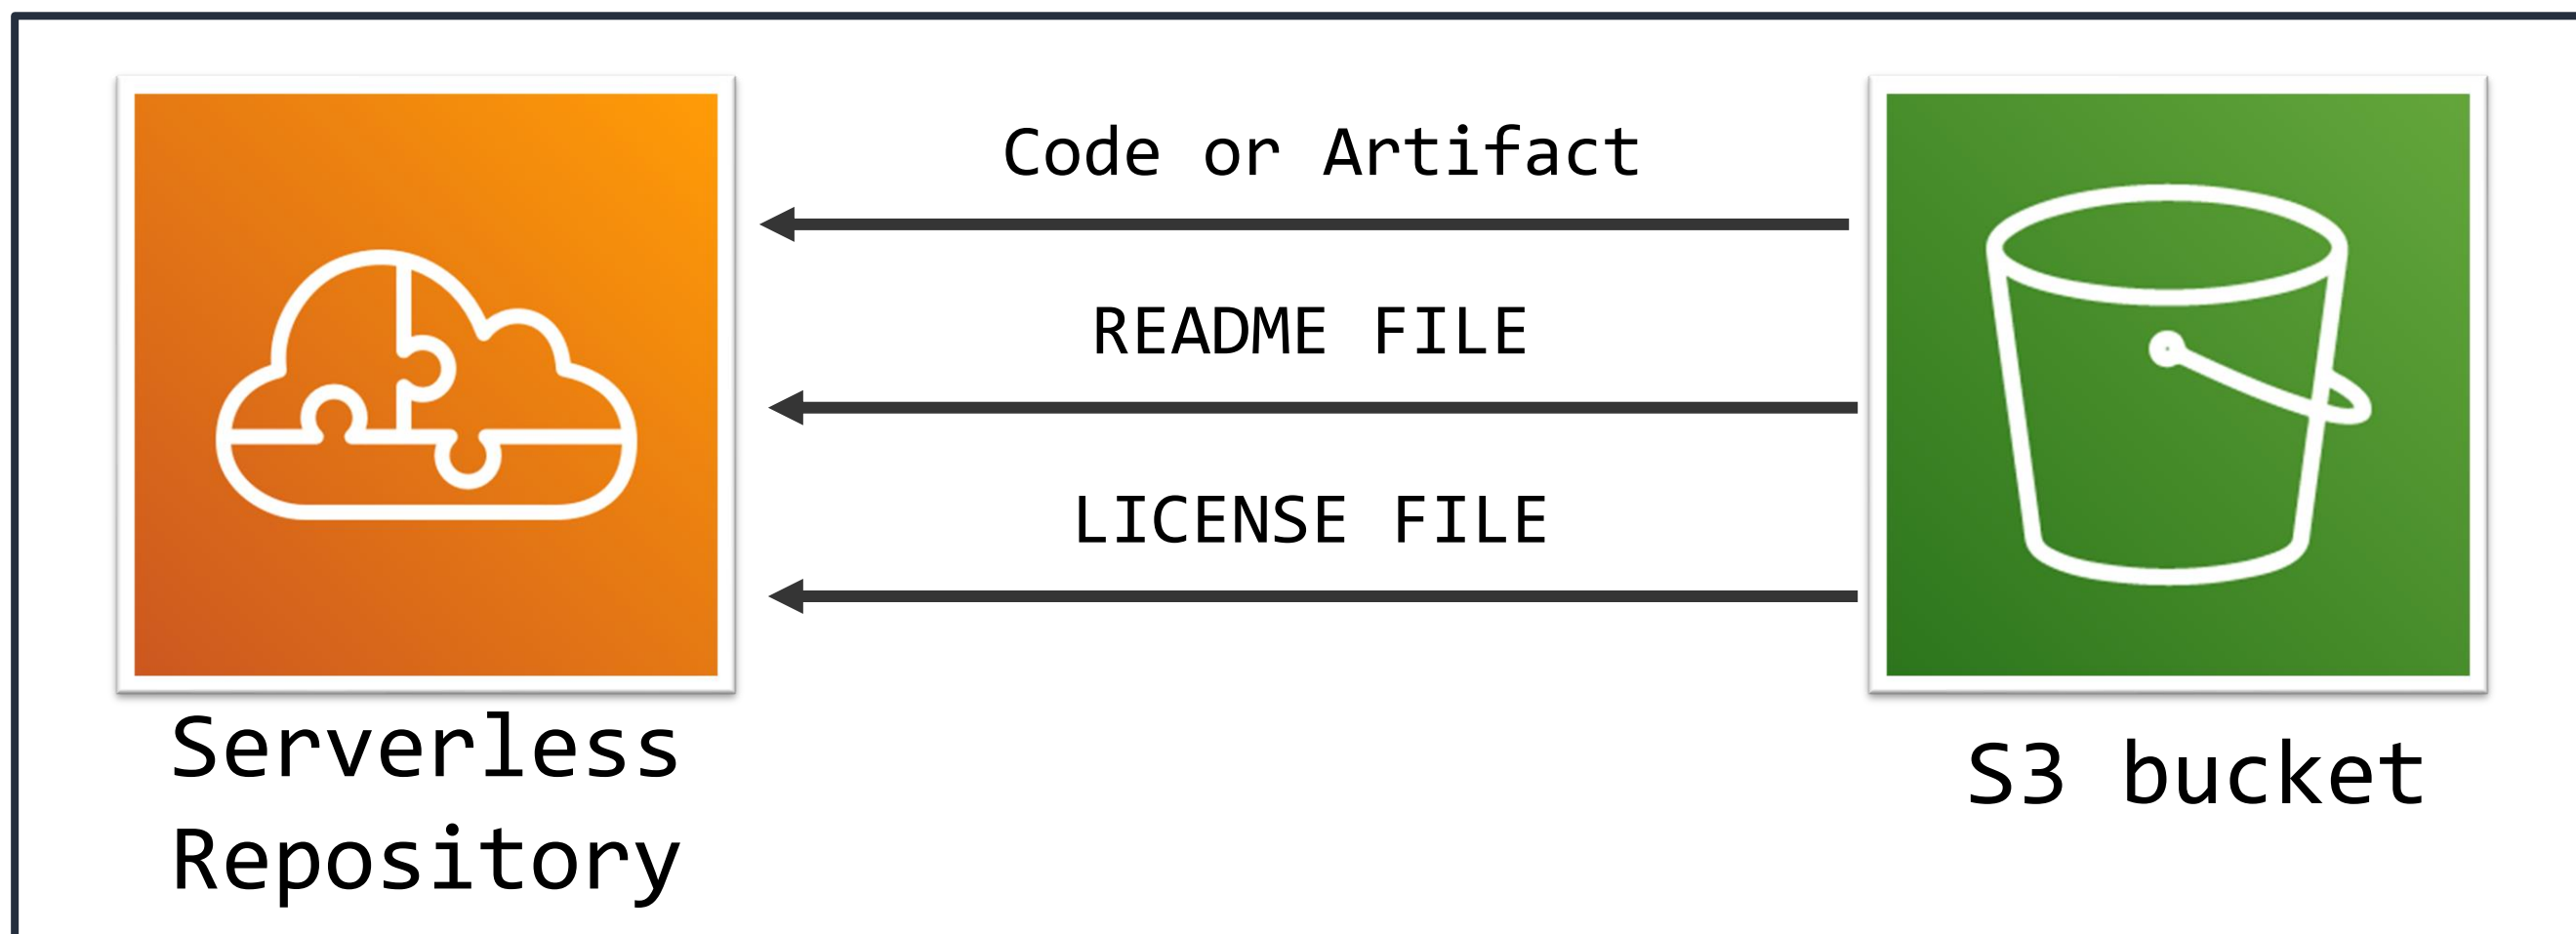 Code or Artifact
README FILE
LICENSE FILE
Serverless
Repository
S3 bucket